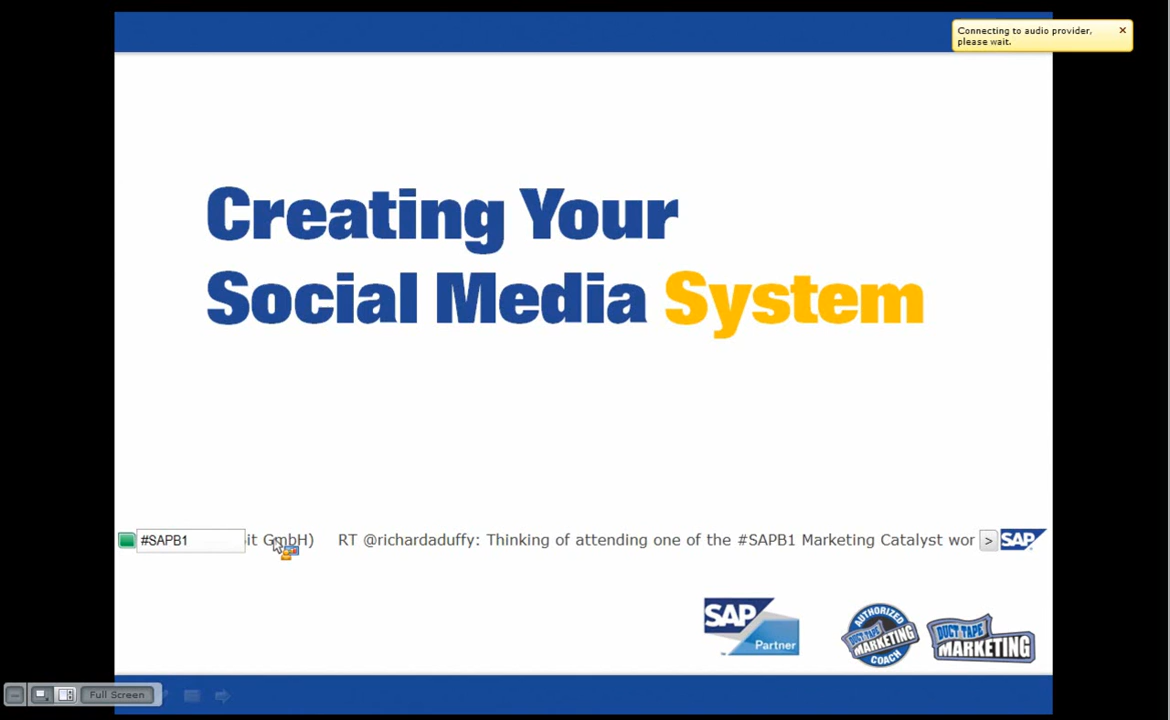 Connecting to audio provider,
please wait.
Creating Your
Social Media System
#SAPB1 it GmbH) RT @richardaduffy: Thinking of attending one of the #SAPB1 Marketing Catalyst wor > SAP
SAP
Partner
AUTHORIZED
DUCT TAPE
MARKETING
COACH
DUCT TAPE
MARKETING
Full Screen